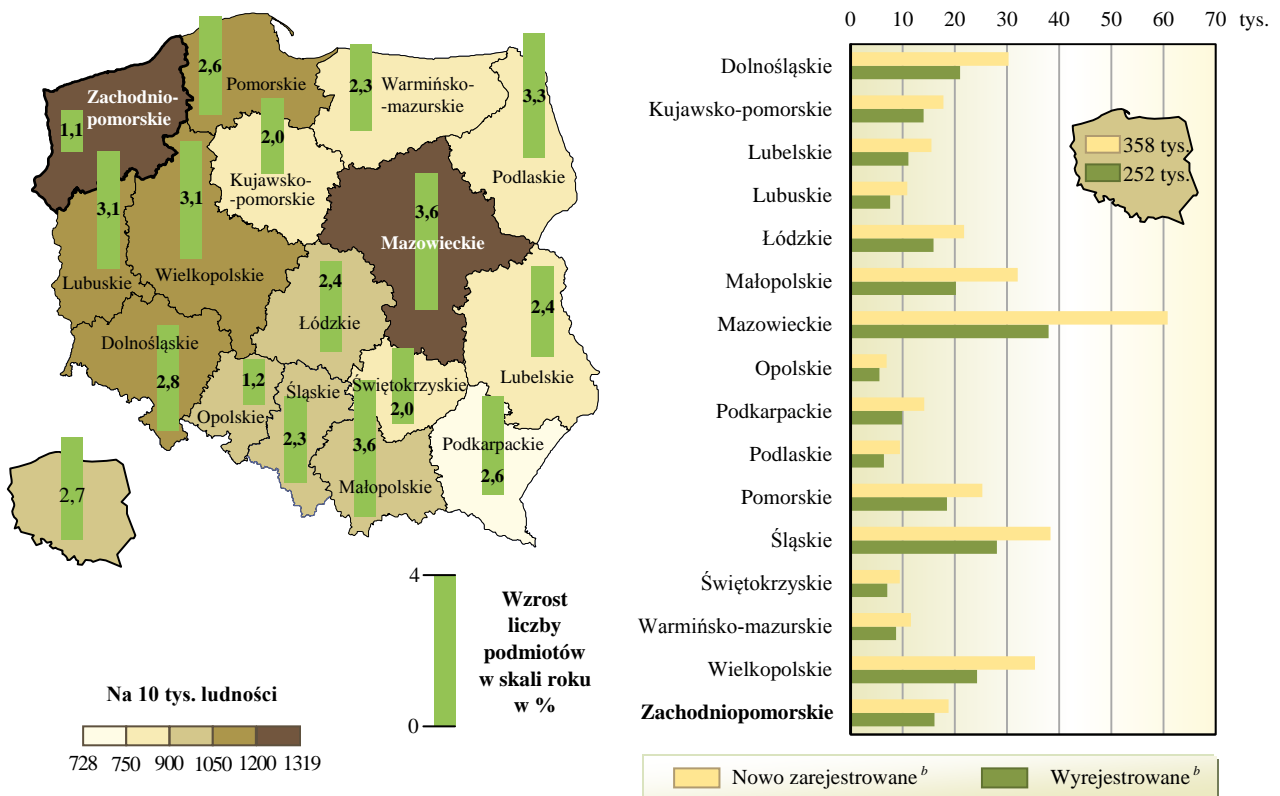 2,6
Pomorskie
2,3
Warmińsko-
-mazurskie
3,3
Zachodnio-
pomorskie
1,1
2,0
Kujawsko-
-pomorskie
Podlaskie
3,1
Lubuskie
3,1
Wielkopolskie
3,6
Mazowieckie
2,4
Łódzkie
2,4
Lubelskie
Dolnośląskie
2,8
1,2
Opolskie
Śląskie
2,3
Świętokrzyskie
2,0
3,6
Małopolskie
Podkarpackie
2,6
2,7
4
0
Wzrost
liczby
podmiotów
w skali roku
w %
Na 10 tys. ludności
728 750 900 1050 1200 1319
0 10 20 30 40 50 60 70 tys.
Dolnośląskie
Kujawsko-pomorskie
Lubelskie
Lubuskie
Łódzkie
Małopolskie
Mazowieckie
Opolskie
Podkarpackie
Podlaskie
Pomorskie
Śląskie
Świętokrzyskie
Warmińsko-mazurskie
Wielkopolskie
Zachodniopomorskie
358 tys.
252 tys.
Nowo zarejestrowane b Wyrejestrowane b